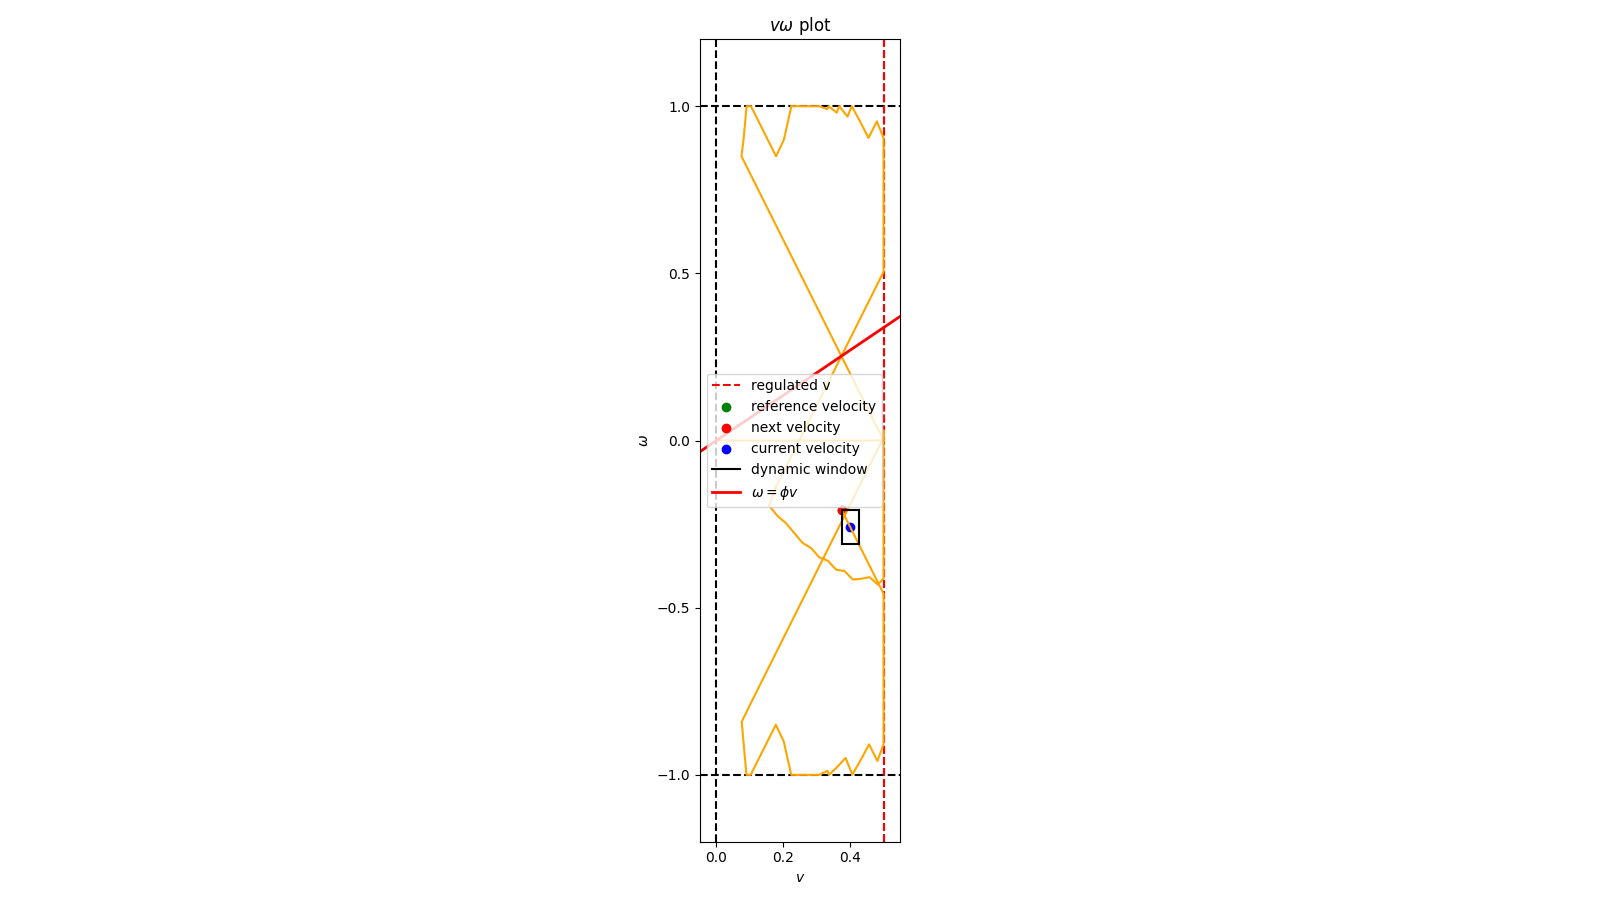 vω plot
1.0
0.5
0.0
−0.5
−1.0
ω
regulated v
reference velocity
next velocity
current velocity
dynamic window
ω = ϕv
0.0 0.2 0.4
v